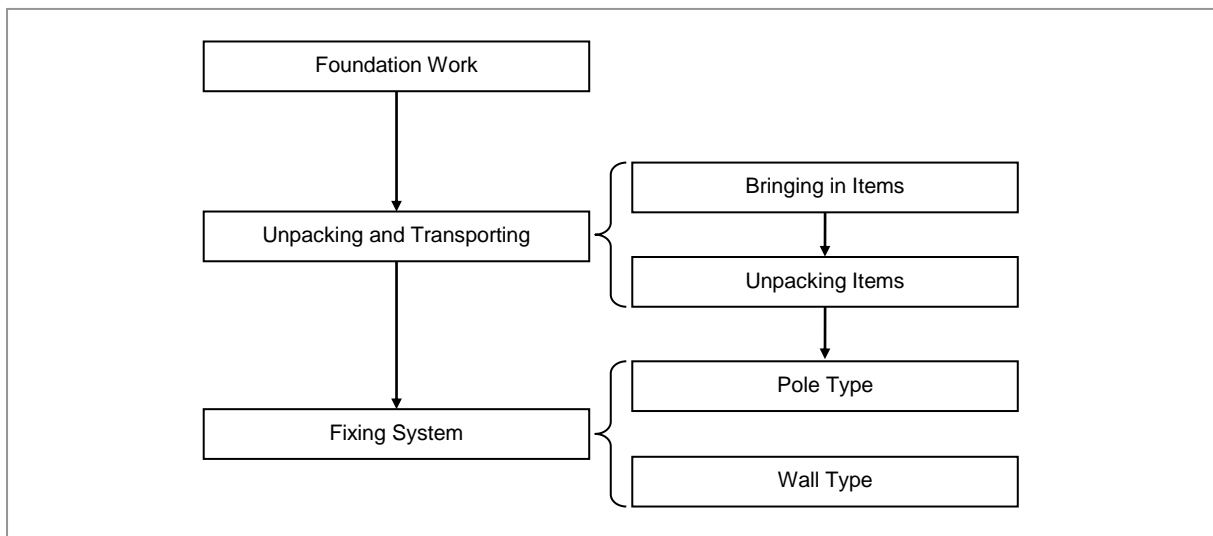 Foundation Work
Bringing in Items
Unpacking and Transporting
Unpacking Items
Pole Type
Fixing System
Wall Type